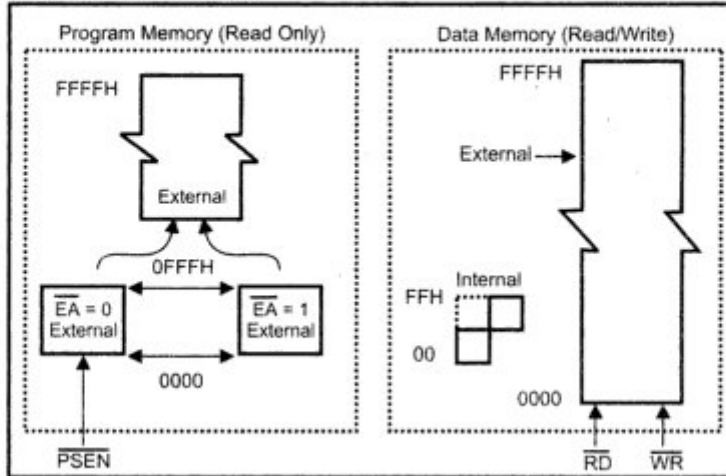 Program Memory (Read Only)
FFFFH
External
0FFFH
EA = 0
External
EA = 1
External
0000
PSEN
Data Memory (Read/Write)
FFFFH
External
Internal
FFH
00
0000
RD
WR